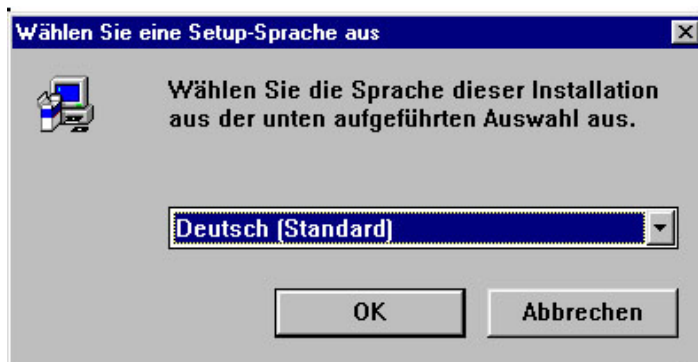 Wählen Sie eine Setup-Sprache aus
Wählen Sie die Sprache dieser Installation
aus der unten aufgeführten Auswahl aus.
Deutsch (Standard)
OK
Abbrechen